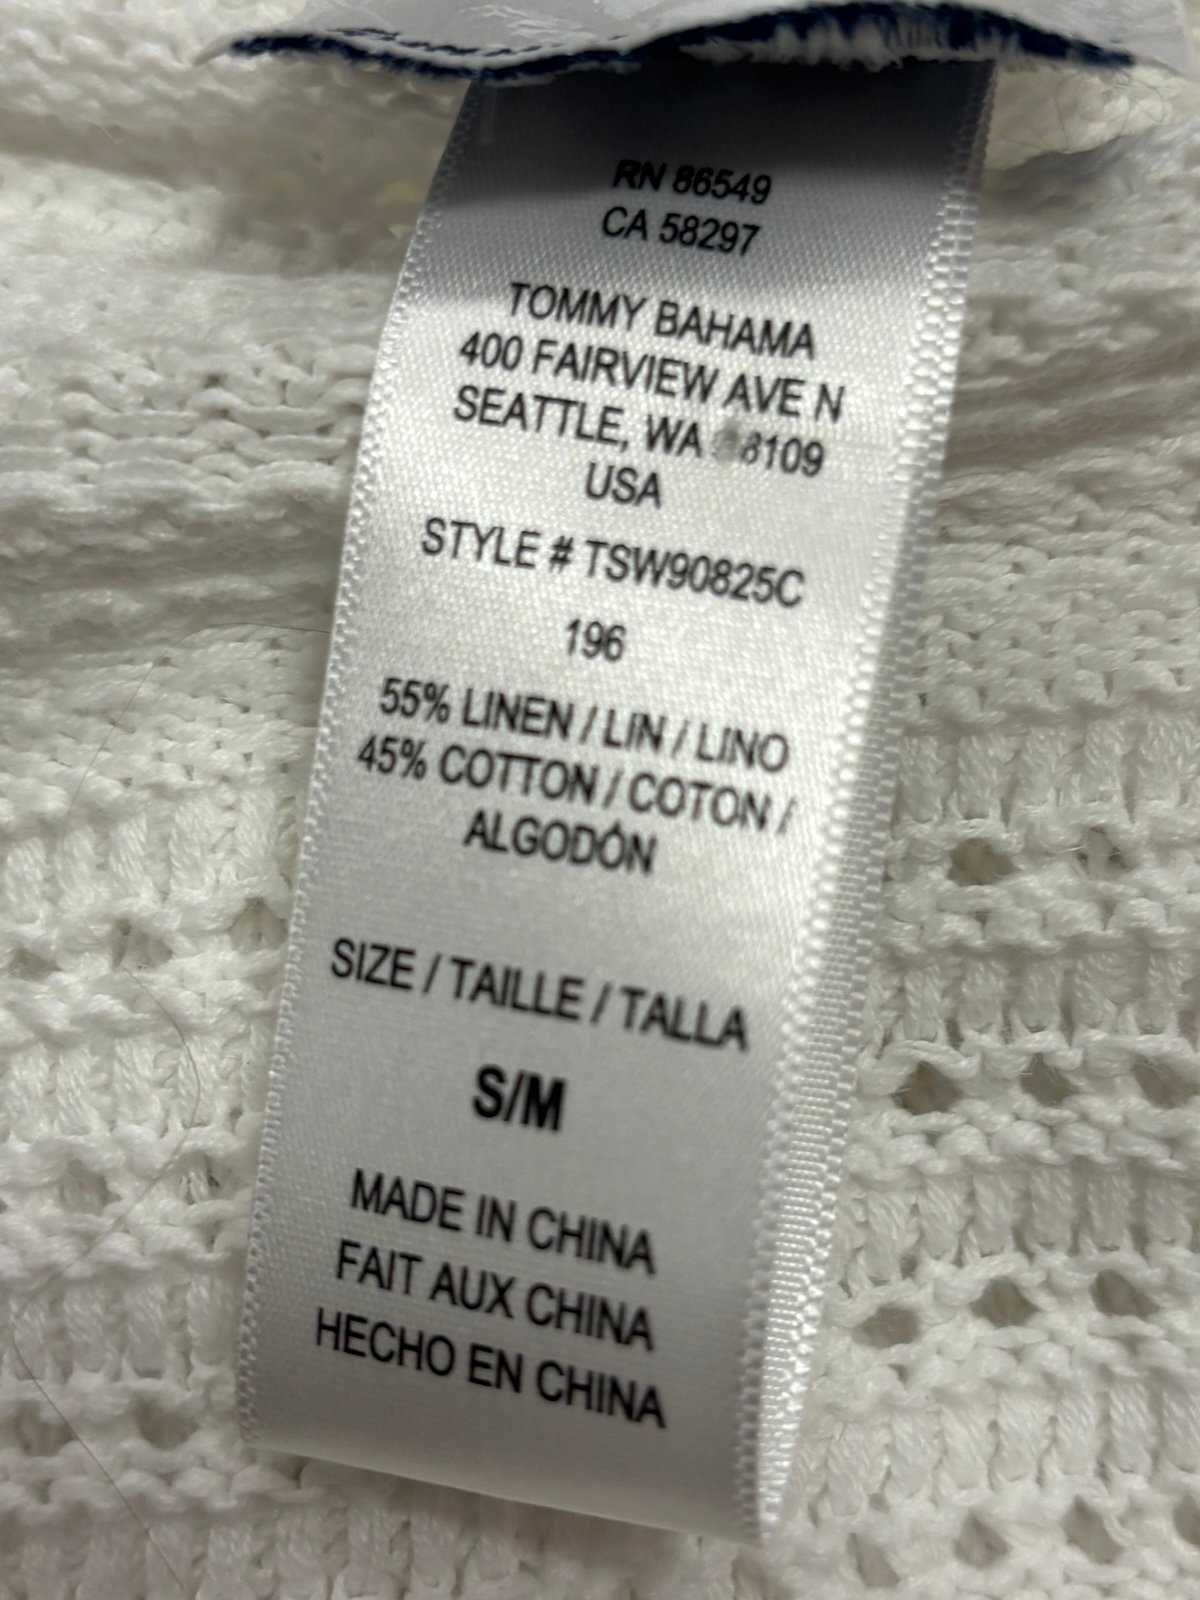 RN 86549
CA 58297
TOMMY BAHAMA
400 FAIRVIEW AVE N
SEATTLE, WA 98109
USA
STYLE # TSW90825C
196
55% LINEN / LIN / LINO
45% COTTON / COTON /
ALGODÓN
SIZE / TAILLE / TALLA
S/M
MADE IN CHINA
FAIT AUX CHINA
HECHO EN CHINA